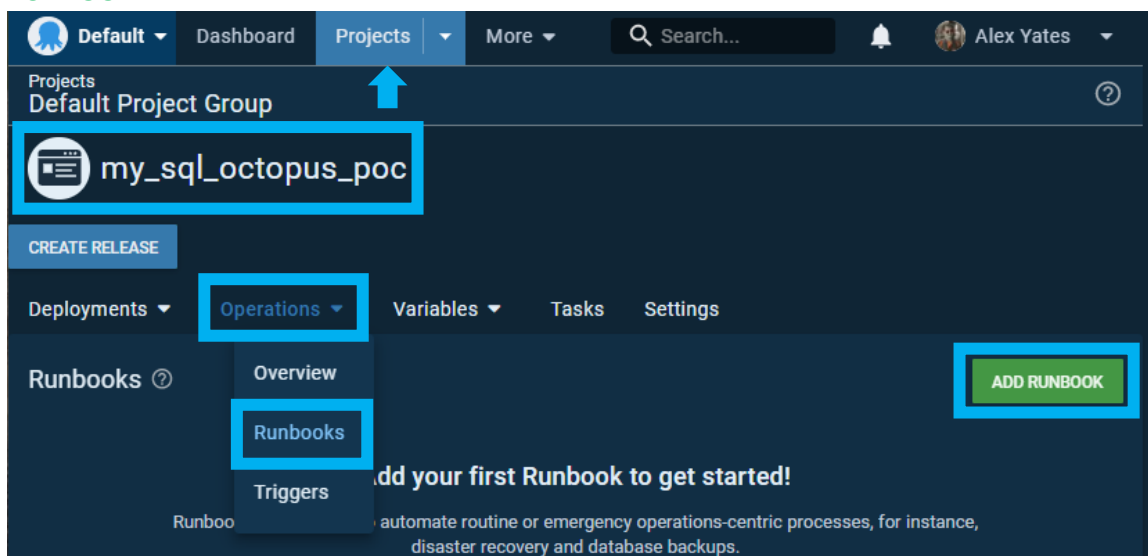 Default Dashboard Projects More Search... Alex Yates
Projects
Default Project Group
my_sql_octopus_poc
CREATE RELEASE
Deployments Operations Variables Tasks Settings
Runbooks Overview ADD RUNBOOK
Runbooks
dd your first Runbook to get started!
Triggers
Runboo automate routine or emergency operations-centric processes, for instance,
disaster recovery and database backups.